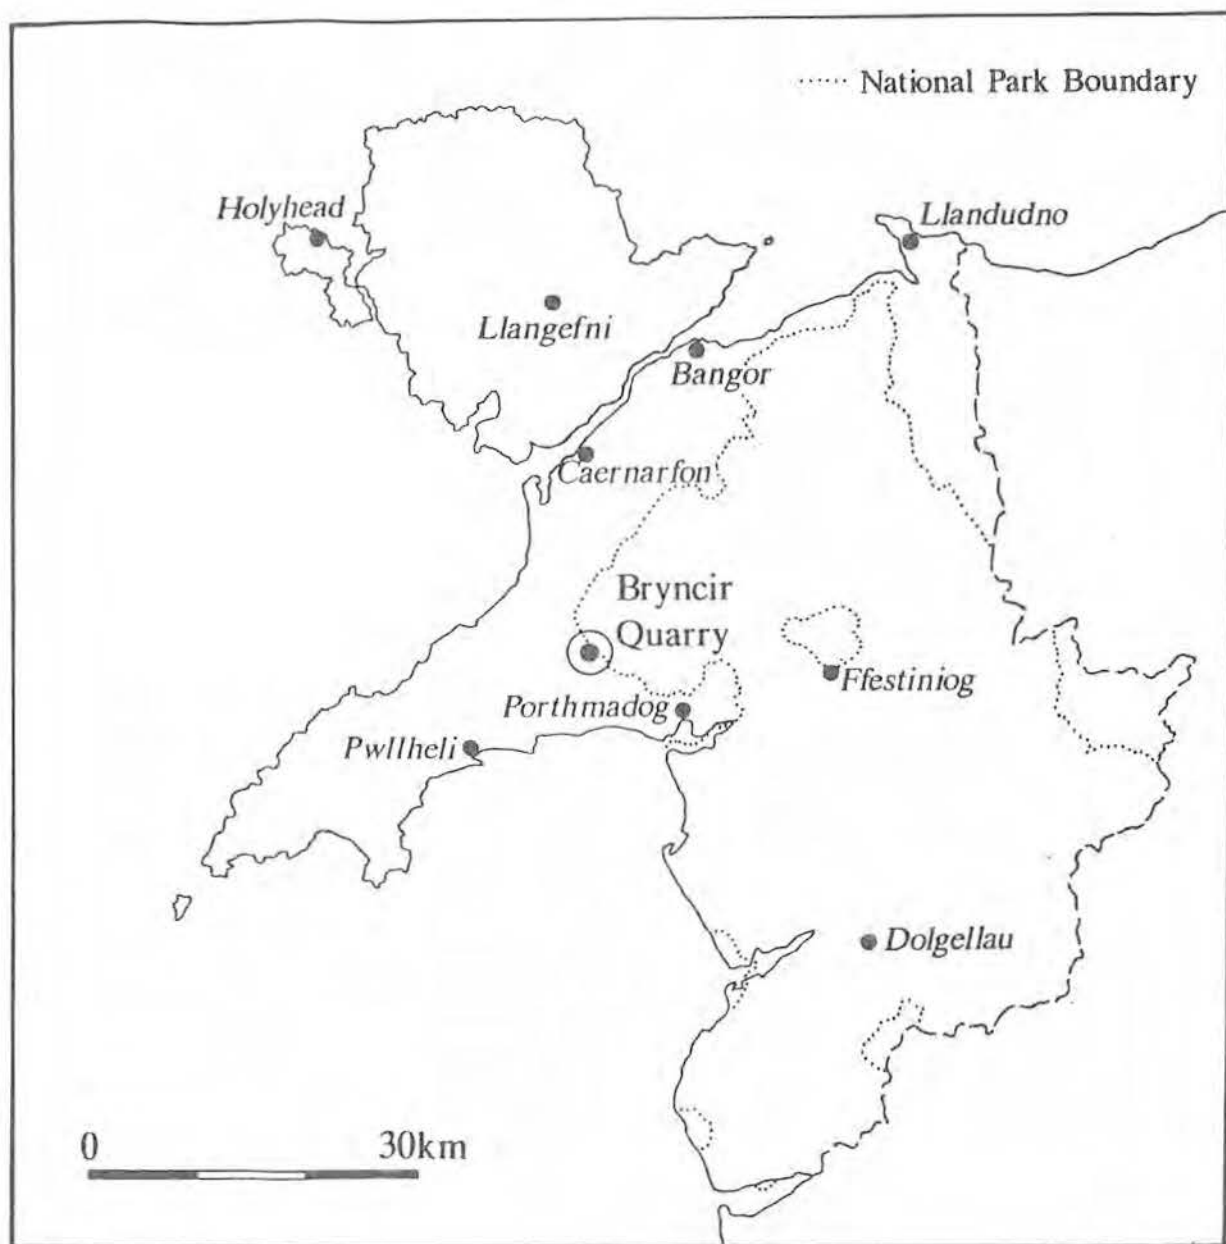 National Park Boundary
Holyhead
Llandudno
Llangefni
Bangor
Caernarfon
Bryncir
Quarry
Ffestiniog
Porthmadog
Pwllheli
Dolgellau
0 30km